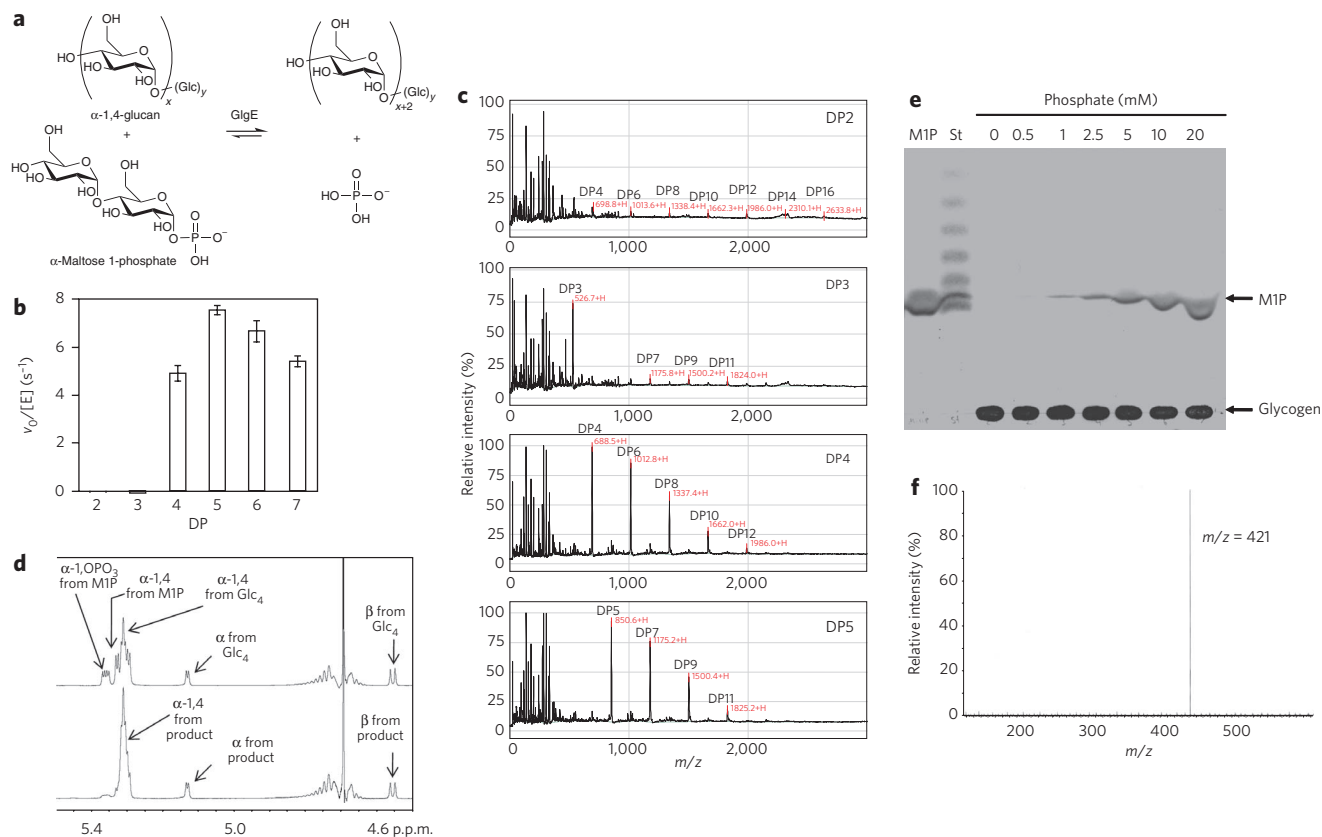 a
OH
HO
O
HO
HO
O
(Glc)y
x
α-1,4-glucan
+
OH
HO
HO
HO
O
OH
O
O
HO
HO
O
O
P
O−
OH
α-Maltose 1-phosphate
GlgE
OH
HO
O
HO
HO
O
(Glc)y
x+2
+
O
HO
P
O−
OH
b
v0/[E] (s−1)
8
6
4
2
0
2 3 4 5 6 7
DP
c
Relative intensity (%)
100
75
50
25
0
DP2
DP4
698.8+H
DP6
1013.6+H
DP8
1338.4+H
DP10
1662.3+H
DP12
1986.0+H
DP14
2310.1+H
DP16
2633.8+H
0 1,000 2,000
100
75
50
25
0
DP3
DP3
526.7+H
DP7
1175.8+H
DP9
1500.2+H
DP11
1824.0+H
0 1,000 2,000
100
75
50
25
0
DP4
DP4
688.5+H
DP6
1012.8+H
DP8
1337.4+H
DP10
1662.0+H
DP12
1986.0+H
0 1,000 2,000
100
75
50
25
0
DP5
DP5
850.6+H
DP7
1175.2+H
DP9
1500.4+H
DP11
1825.2+H
0 1,000 2,000
m/z
d
α-1,OPO3
from M1P
α-1,4
from M1P
α-1,4
from Glc4
α from
Glc4
β from
Glc4
α-1,4
from
product
α from
product
β from
product
5.4 5.0 4.6 p.p.m.
e
Phosphate (mM)
M1P St 0 0.5 1 2.5 5 10 20
M1P
Glycogen
f
Relative intensity (%)
100
80
60
40
20
0
m/z = 421
200 300 400 500
m/z